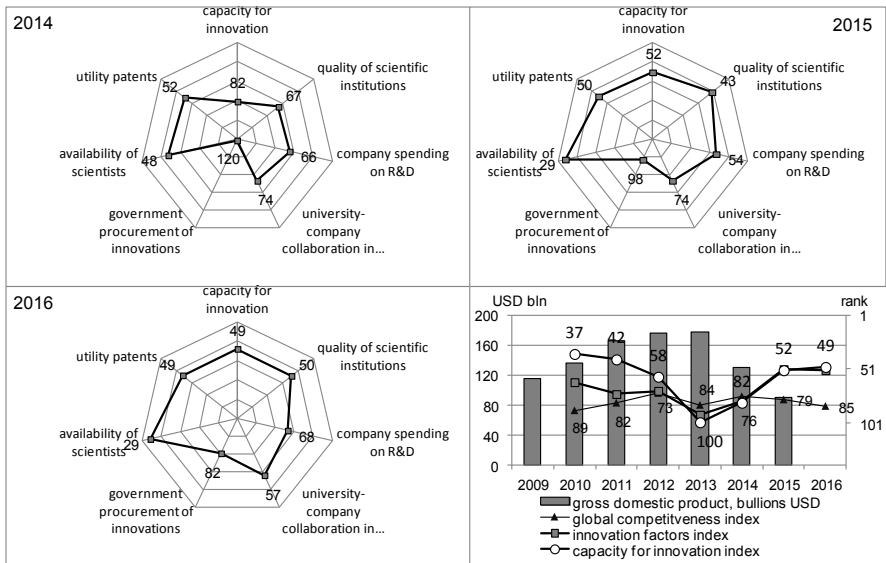 2014
capacity for
innovation
82
quality of scientific
institutions
67
company spending
on R&D
66
university-
company
collaboration in…
74
government
procurement of
innovations
120
availability of
scientists
48
utility patents
52
2015
capacity for
innovation
52
quality of scientific
institutions
43
company spending
on R&D
54
university-
company
collaboration in…
74
government
procurement of
innovations
98
availability of
scientists
29
utility patents
50
2016
capacity for
innovation
49
quality of scientific
institutions
50
company spending
on R&D
68
university-
company
collaboration in…
57
government
procurement of
innovations
82
availability of
scientists
29
utility patents
49
USD bln
rank
200
160
120
80
40
0
1
51
101
37
42
58
100
76
52
49
89
82
73
84
82
79
85
2009 2010 2011 2012 2013 2014 2015 2016
gross domestic product, bullions USD
global competitveness index
innovation factors index
capacity for innovation index